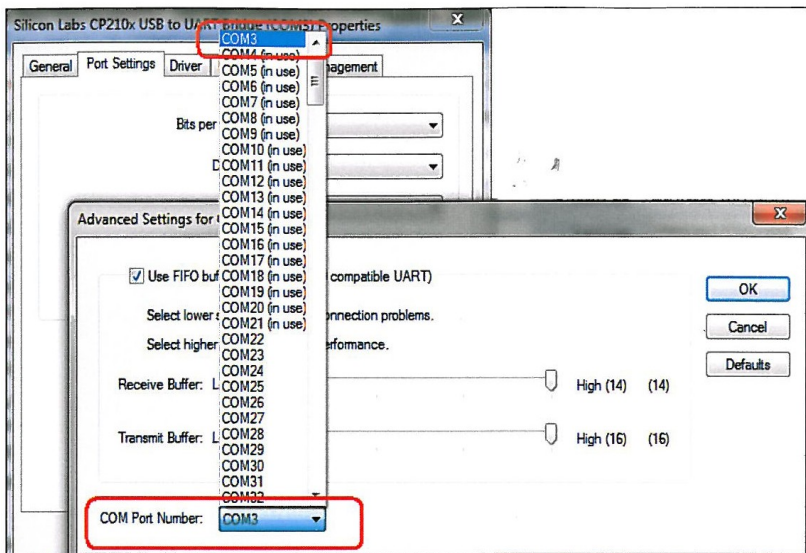 Silicon Labs CP210x USB to UART Bridge (COM3) Properties
General Port Settings Driver nagement
Bits per
D
COM3
COM4 (in use)
COM5 (in use)
COM6 (in use)
COM7 (in use)
COM8 (in use)
COM9 (in use)
COM10 (in use)
COM11 (in use)
COM12 (in use)
COM13 (in use)
COM14 (in use)
COM15 (in use)
COM16 (in use)
COM17 (in use)
COM18 (in use)
COM19 (in use)
COM20 (in use)
COM21 (in use)
COM22
COM23
COM24
COM25
COM26
COM27
COM28
COM29
COM30
COM31
COM32
Advanced Settings for
Use FIFO buf compatible UART)
Select lower s onnection problems.
Select higher erformance.
Receive Buffer: L High (14) (14)
Transmit Buffer: L High (16) (16)
COM Port Number: COM3
OK
Cancel
Defaults